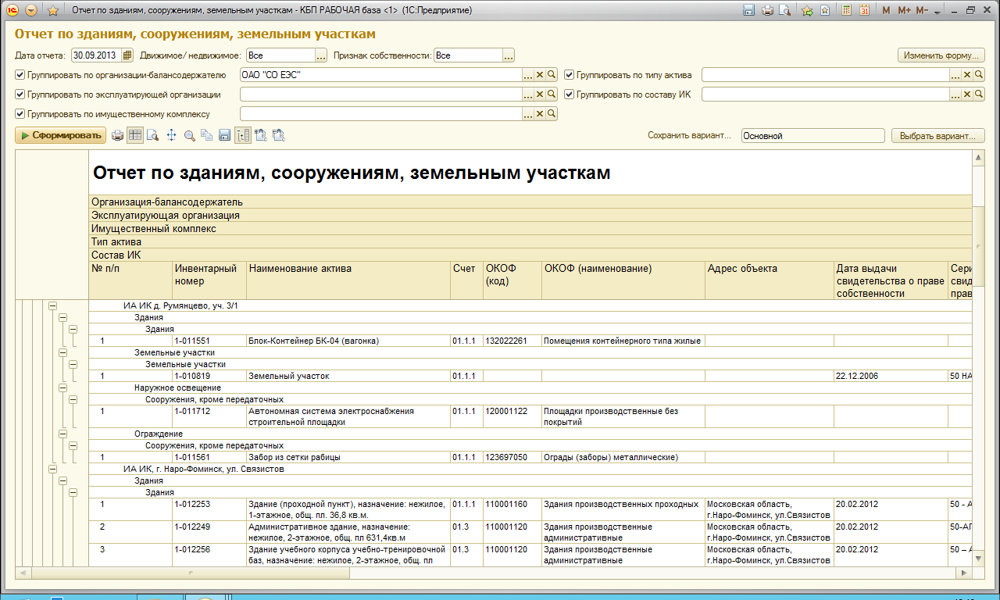 Отчет по зданиям, сооружениям, земельным участкам - КБП РАБОЧАЯ база <1> (1С:Предприятие)
M M+ M-
Отчет по зданиям, сооружениям, земельным участкам
Дата отчета: 30.09.2013 Движимое/ недвижимое: Все ... Признак собственности: Все ... Изменить форму...
Группировать по организации-балансодержателю ОАО "СО ЕЭС" ... Группировать по типу актива ...
Группировать по эксплуатирующей организации ... Группировать по составу ИК ...
Группировать по имущественному комплексу ...
Сформировать Сохранить вариант... Основной Выбрать вариант...
Отчет по зданиям, сооружениям, земельным участкам
Организация-балансодержатель
Эксплуатирующая организация
Имущественный комплекс
Тип актива
Состав ИК
№ п/п Инвентарный Наименование актива Счет ОКОФ ОКОФ (наименование) Адрес объекта Дата выдачи Сери
номер (код) свидетельства о праве свид
собственности прав
ИА ИК д. Румянцево, уч. 3/1
Здания
Здания
1 1-011551 Блок-Контейнер БК-04 (вагонка) 01.1.1 132022261 Помещения контейнерного типа жилые
Земельные участки
Земельные участки
1 1-010819 Земельный участок 01.1.1 22.12.2006 50 НА
Наружное освещение
Сооружения, кроме передаточных
1 1-011712 Автономная система электроснабжения 01.1.1 120001122 Площадки производственные без
строительной площадки покрытий
Ограждение
Сооружения, кроме передаточных
1 1-011561 Забор из сетки рабицы 01.1.1 123697050 Ограды (заборы) металлические)
ИА ИК, г. Наро-Фоминск, ул. Связистов
Здания
Здания
1 1-012253 Здание (проходной пункт), назначение: нежилое, 01.1.1 110001160 Здания производственных проходных Московская область, 20.02.2012 50 - А
1-этажное, общ. пл. 36,8 кв.м. г.Наро-Фоминск, ул.Связистов
2 1-012249 Административное здание, назначение: 01.3 110001120 Здания производственные Московская область, 20.02.2012 50-АГ
нежилое, 2-этажное, общ. пл 631,4кв.м административные г.Наро-Фоминск, ул.Связистов
3 1-012256 Здание учебного корпуса учебно-тренировочной 01.3 110001120 Здания производственные Московская область, 20.02.2012 50 – А
баз, назначение: нежилое, 2-этажное, общ. пл административные г.Наро-Фоминск, ул.Связистов